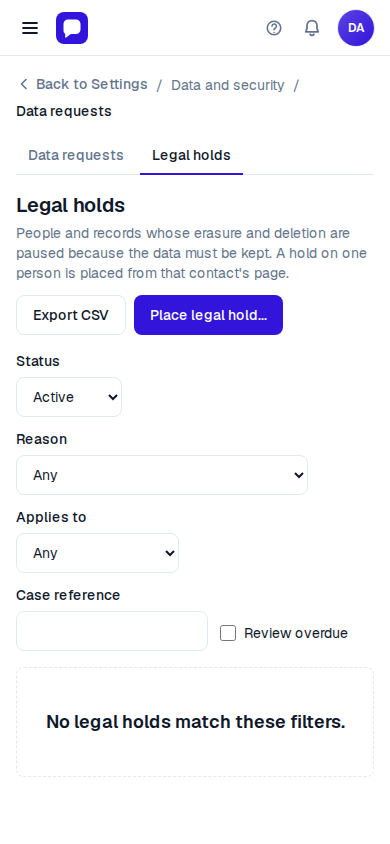 DA
Back to Settings / Data and security /
Data requests
Data requests Legal holds
Legal holds
People and records whose erasure and deletion are
paused because the data must be kept. A hold on one
person is placed from that contact's page.
Export CSV Place legal hold...
Status
Active
Reason
Any
Applies to
Any
Case reference
Review overdue
No legal holds match these filters.